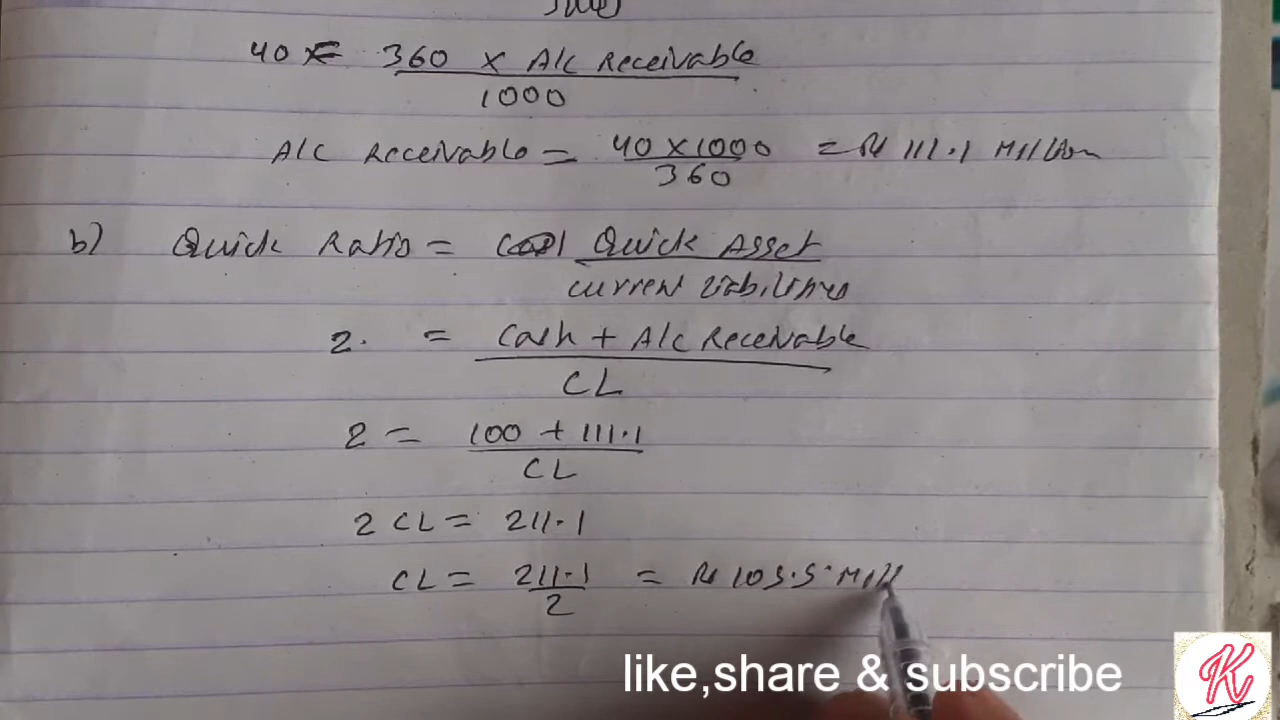 40 = 360 x A/c Receivable
1000
A/c Receivable = 40 x 1000 = Rs 111.1 Million
360
b) Quick Ratio = Quick Asset
current liabilities
2. = Cash + A/c Receivable
CL
2 = 100 + 111.1
CL
2 CL = 211.1
CL = 211.1 = Rs 105.5 Mill
2
like,share & subscribe
K